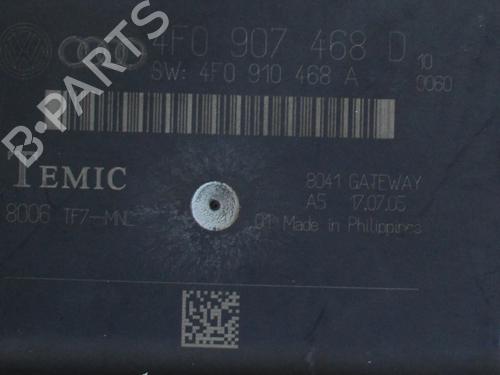 4F0 907 468 D
SW: 4F0 910 468 A
10
0060
B-PARTS
TEMIC
8041 GATEWAY
8006 TF7-MNL
A5 17.07.05
01 Made in Philippines